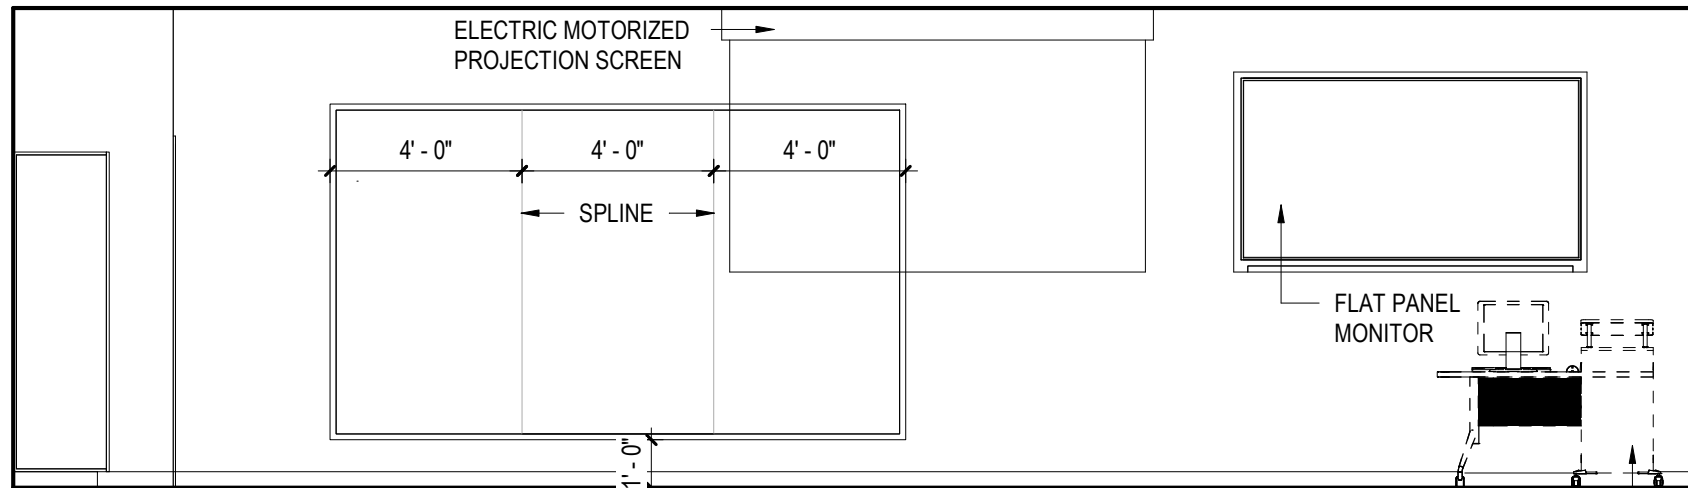 ELECTRIC MOTORIZED
PROJECTION SCREEN
4' - 0"
4' - 0"
4' - 0"
SPLINE
FLAT PANEL
MONITOR
1' - 0"